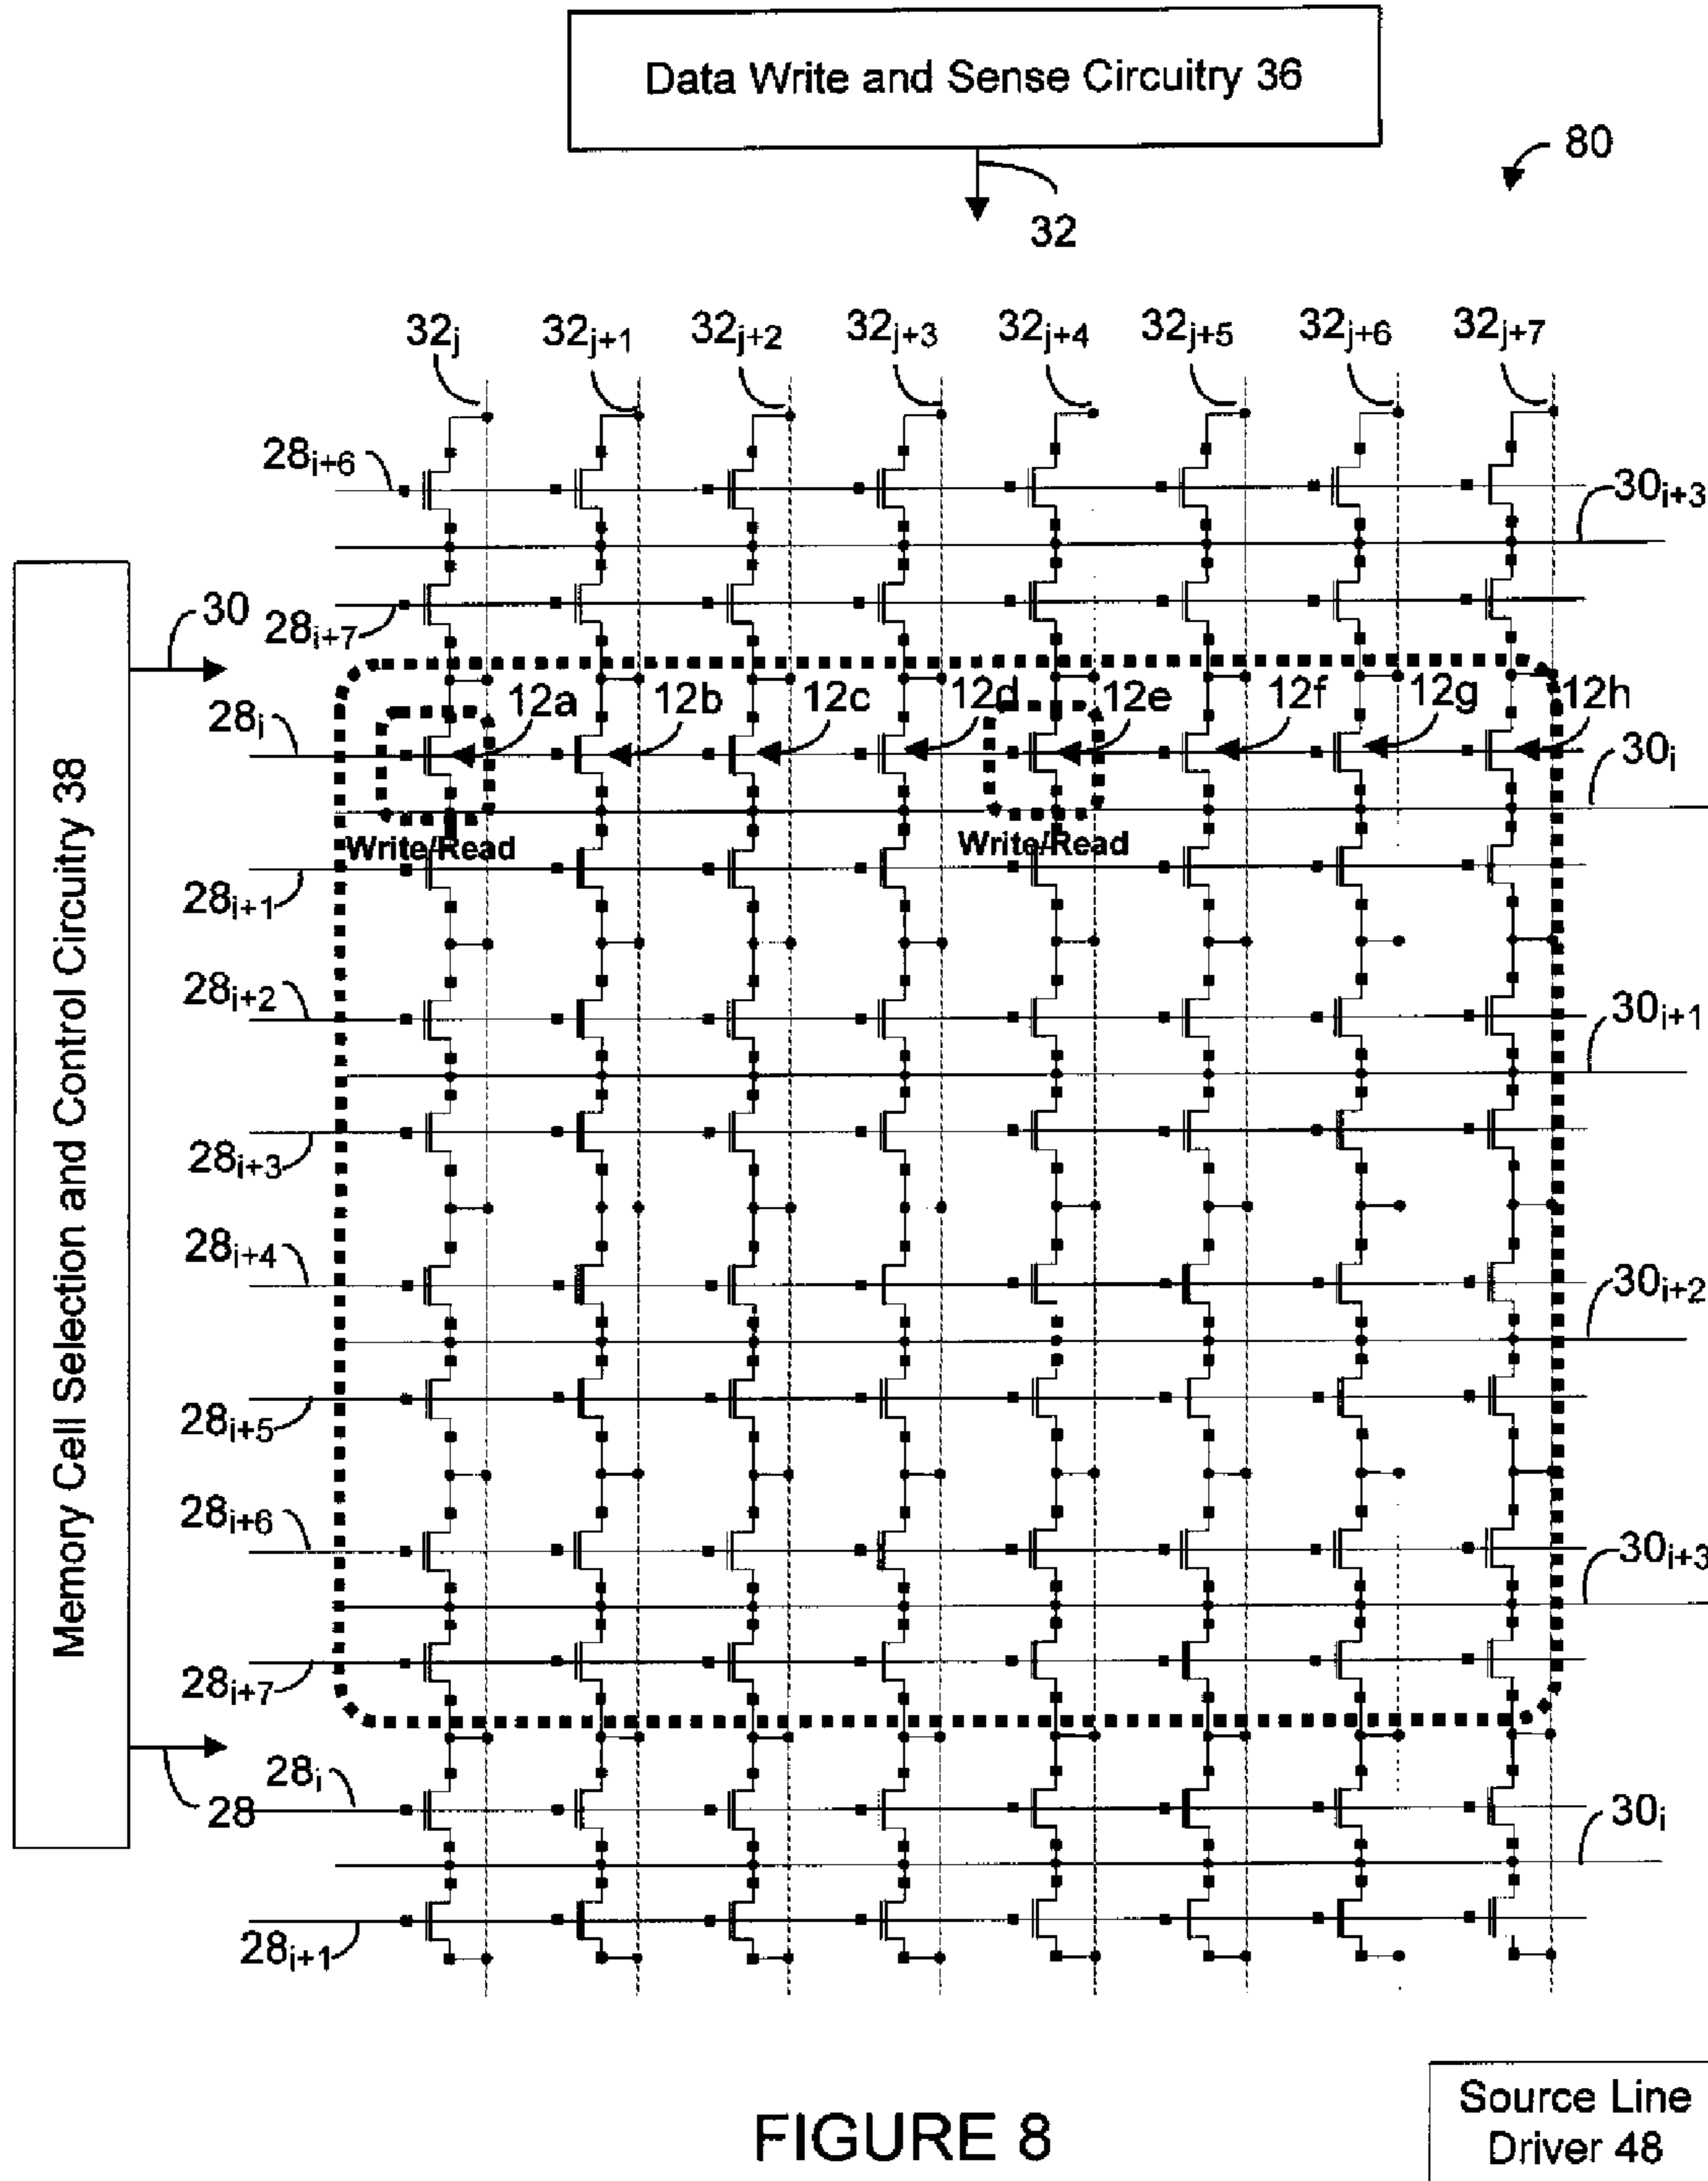 Data Write and Sense Circuitry 36
80
32
32j 32j+1 32j+2 32j+3 32j+4 32j+5 32j+6 32j+7
28i+6
30i+3
30
28i+7
12a 12b 12c 12d 12e 12f 12g 12h
28i
30i
Write/Read Write/Read
28i+1
Memory Cell Selection and Control Circuitry 38
28i+2
30i+1
28i+3
28i+4
30i+2
28i+5
28i+6
30i+3
28i+7
28i
28
30i
28i+1
Source Line
Driver 48
FIGURE 8